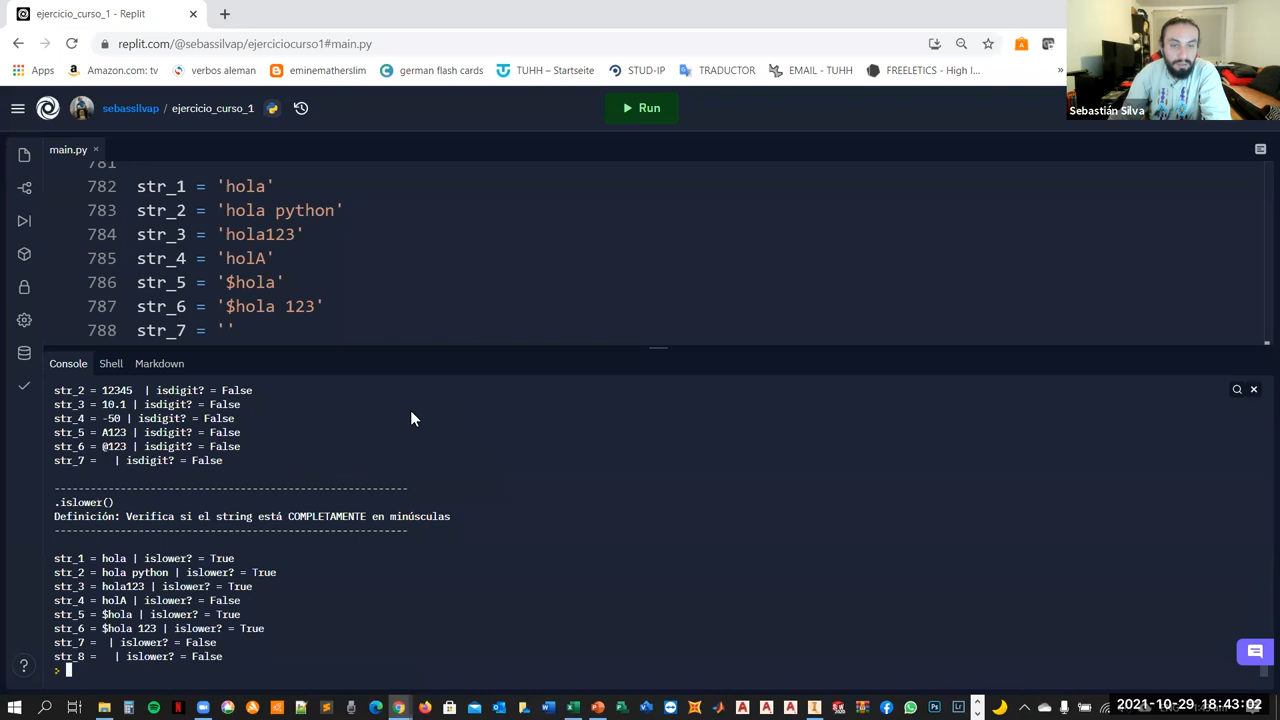 ejercicio_curso_1 - Replit
replit.com/@sebassilvap/ejerciciocurso1#main.py
Apps
Amazon.com: tv
verbos aleman
eminematherslim
german flash cards
TUHH – Startseite
STUD-IP
TRADUCTOR
EMAIL - TUHH
FREELETICS - High I...
»
Sebastián Silva
sebassilvap / ejercicio_curso_1
Run
main.py
781
782 str_1 = 'hola'
783 str_2 = 'hola python'
784 str_3 = 'hola123'
785 str_4 = 'holA'
786 str_5 = '$hola'
787 str_6 = '$hola 123'
788 str_7 = ''
Console Shell Markdown
str_2 = 12345  | isdigit? = False
str_3 = 10.1 | isdigit? = False
str_4 = -50 | isdigit? = False
str_5 = A123 | isdigit? = False
str_6 = @123 | isdigit? = False
str_7 =   | isdigit? = False
-----------------------------------------------------------
.islower()
Definición: Verifica si el string está COMPLETAMENTE en minúsculas
-----------------------------------------------------------
str_1 = hola | islower? = True
str_2 = hola python | islower? = True
str_3 = hola123 | islower? = True
str_4 = holA | islower? = False
str_5 = $hola | islower? = True
str_6 = $hola 123 | islower? = True
str_7 =  | islower? = False
str_8 =   | islower? = False
>
2021-10-29 18:43:02